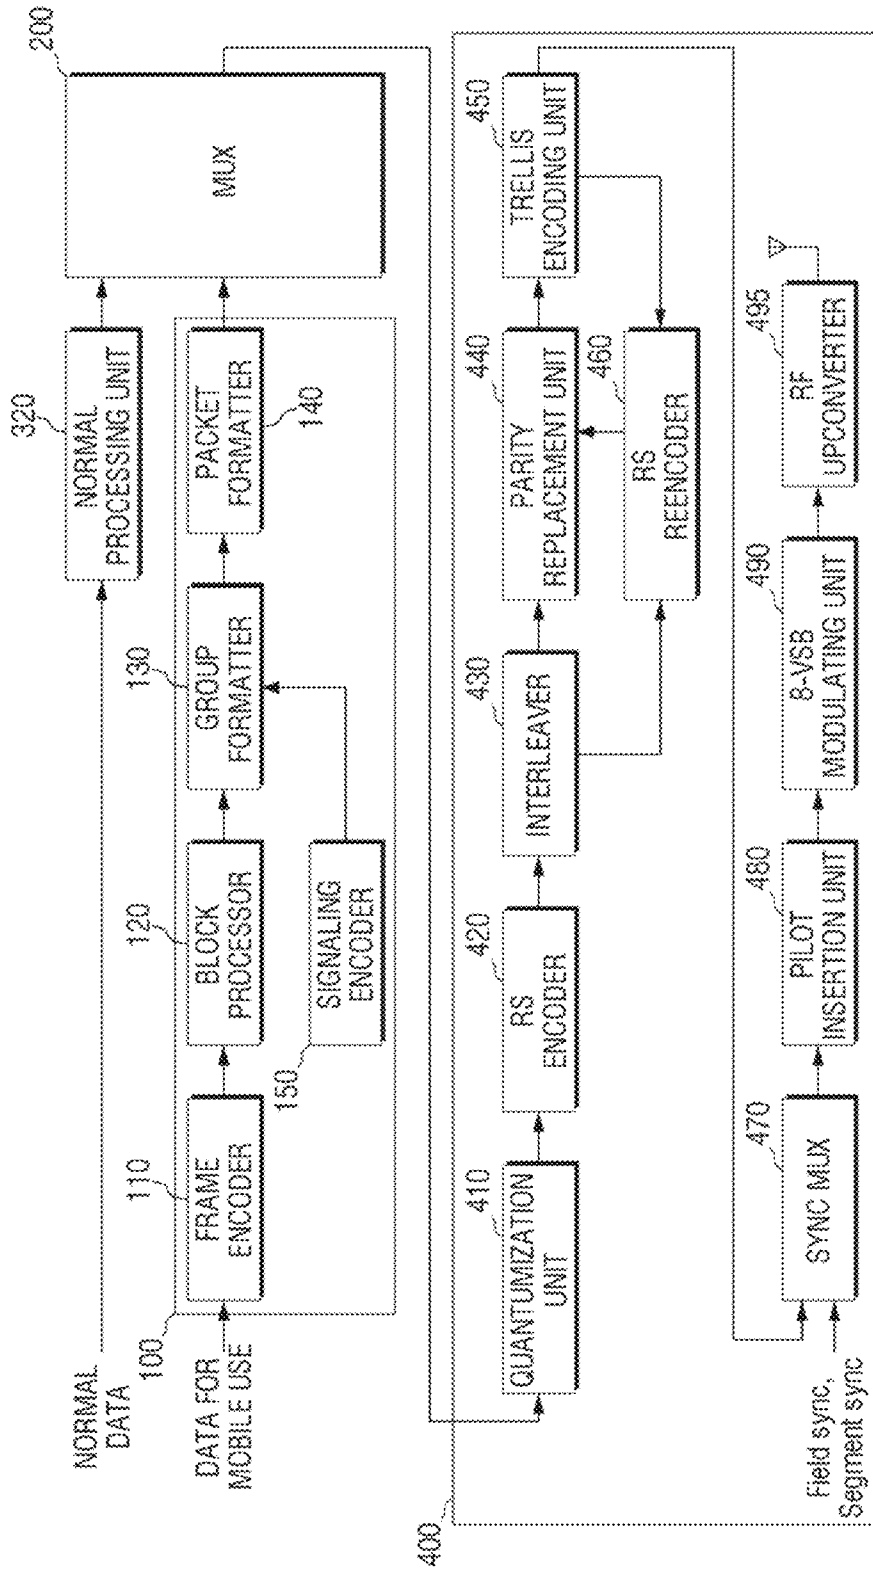 NORMAL
DATA
320
NORMAL
PROCESSING UNIT
200
MUX
100
DATA FOR
MOBILE USE
110
FRAME
ENCODER
120
BLOCK
PROCESSOR
130
GROUP
FORMATTER
PACKET
FORMATTER
140
150
SIGNALING
ENCODER
400
410
QUANTUMIZATION
UNIT
420
RS
ENCODER
430
INTERLEAVER
440
PARITY
REPLACEMENT UNIT
450
TRELLIS
ENCODING UNIT
460
RS
REENCODER
Field sync,
Segment sync
470
SYNC MUX
480
PILOT
INSERTION UNIT
490
8-VSB
MODULATING UNIT
495
RF
UPCONVERTER